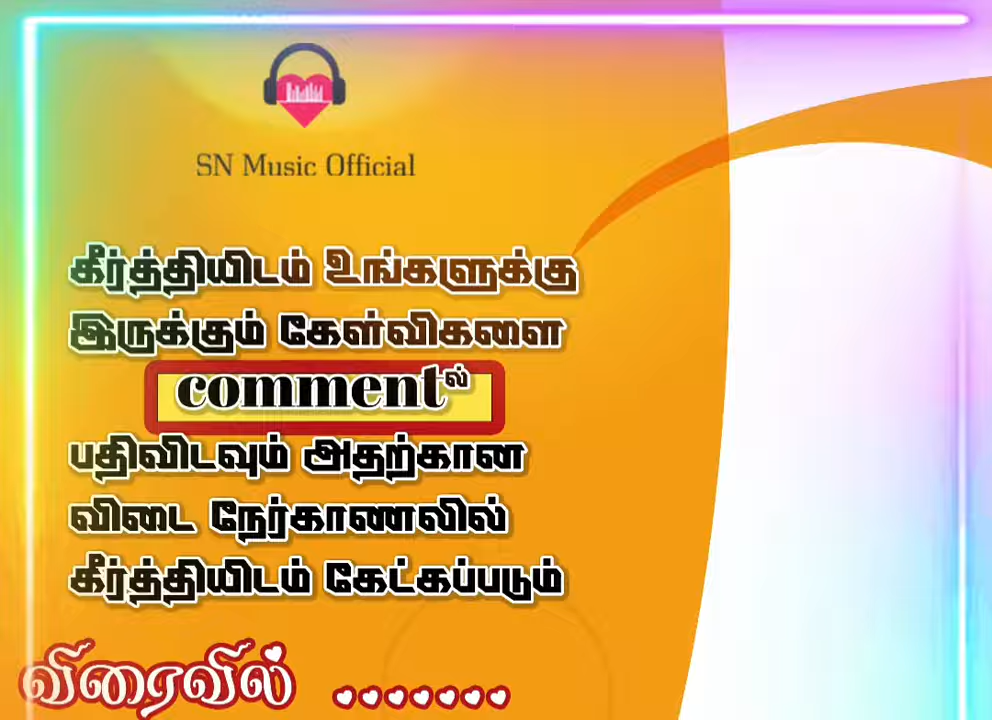 SN Music Official
கீர்த்தியிடம் உங்களுக்கு
இருக்கும் கேள்விகளை
commentல்
பதிவிடவும் அதற்கான
விடை நேர்காணலில்
கீர்த்தியிடம் கேட்கப்படும்
விரைவில் .......